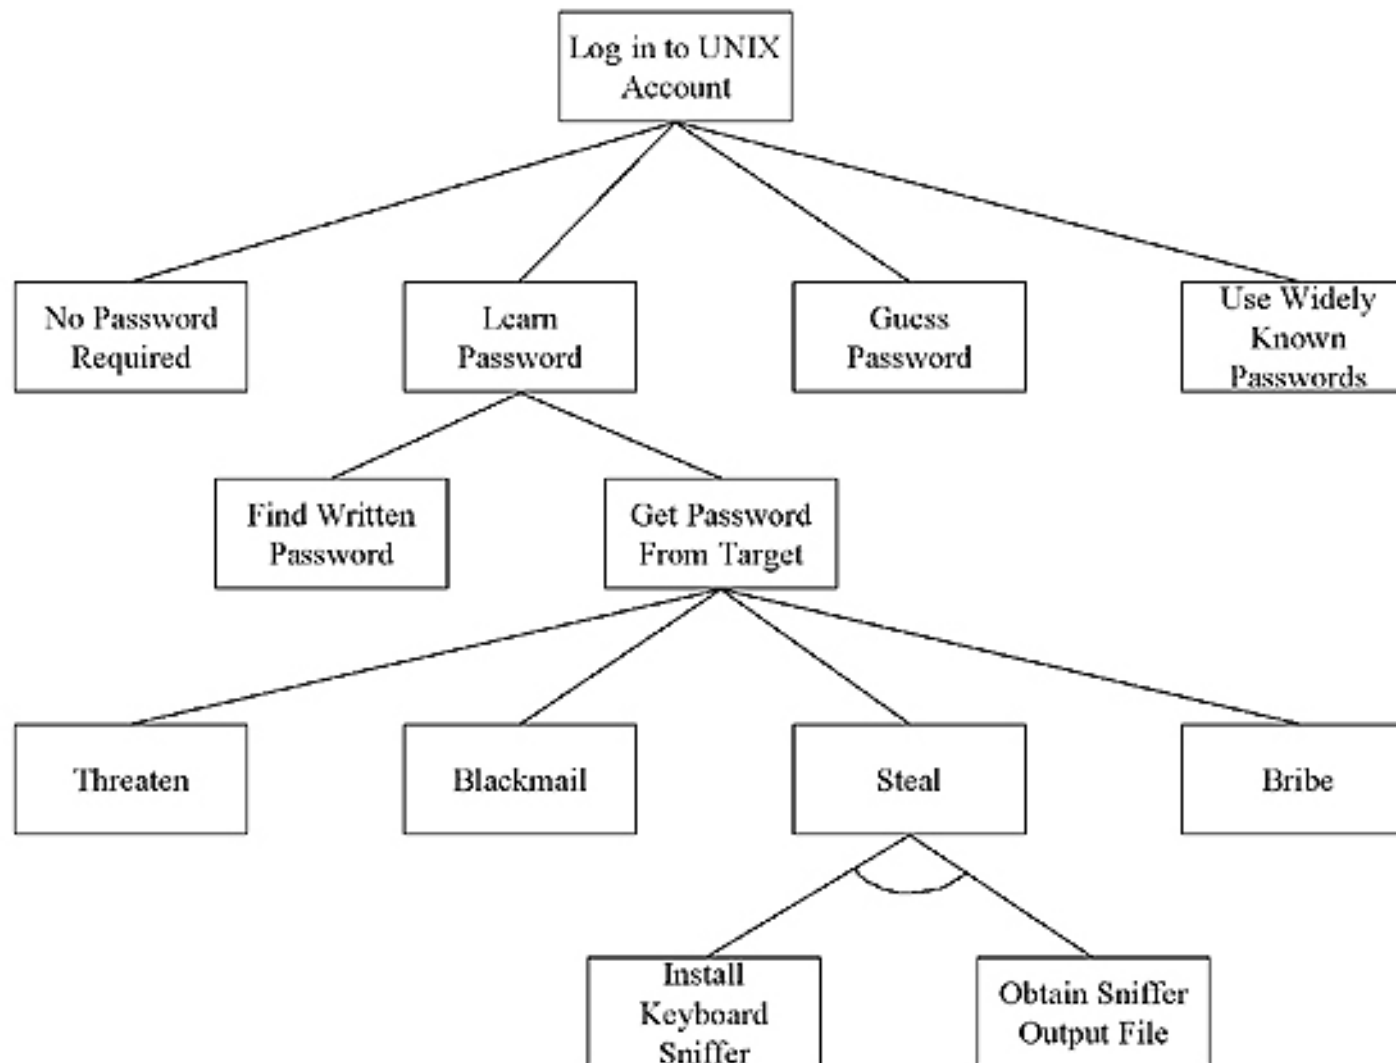 Log in to UNIX
Account
No Password
Required
Learn
Password
Guess
Password
Use Widely
Known
Passwords
Find Written
Password
Get Password
From Target
Threaten
Blackmail
Steal
Bribe
Install
Keyboard
Sniffer
Obtain Sniffer
Output File